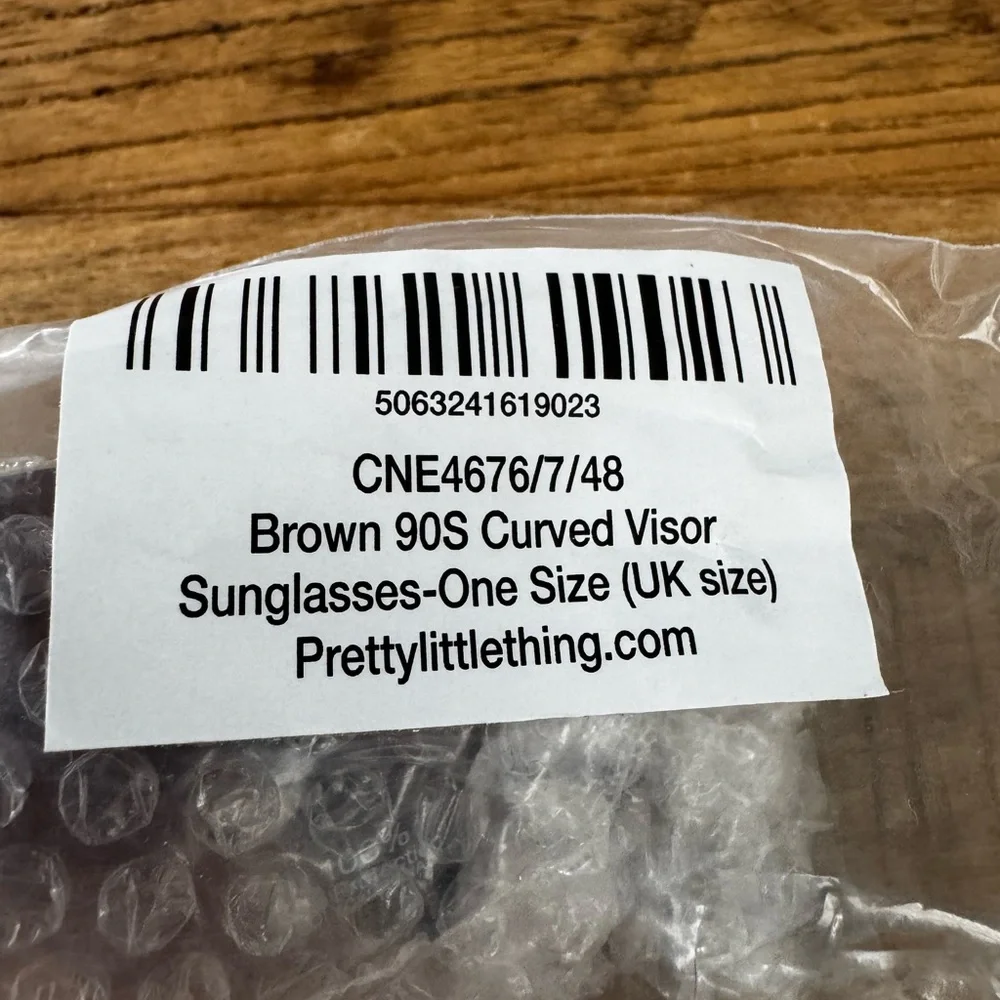 5063241619023
CNE4676/7/48
Brown 90S Curved Visor
Sunglasses-One Size (UK size)
Prettylittlething.com